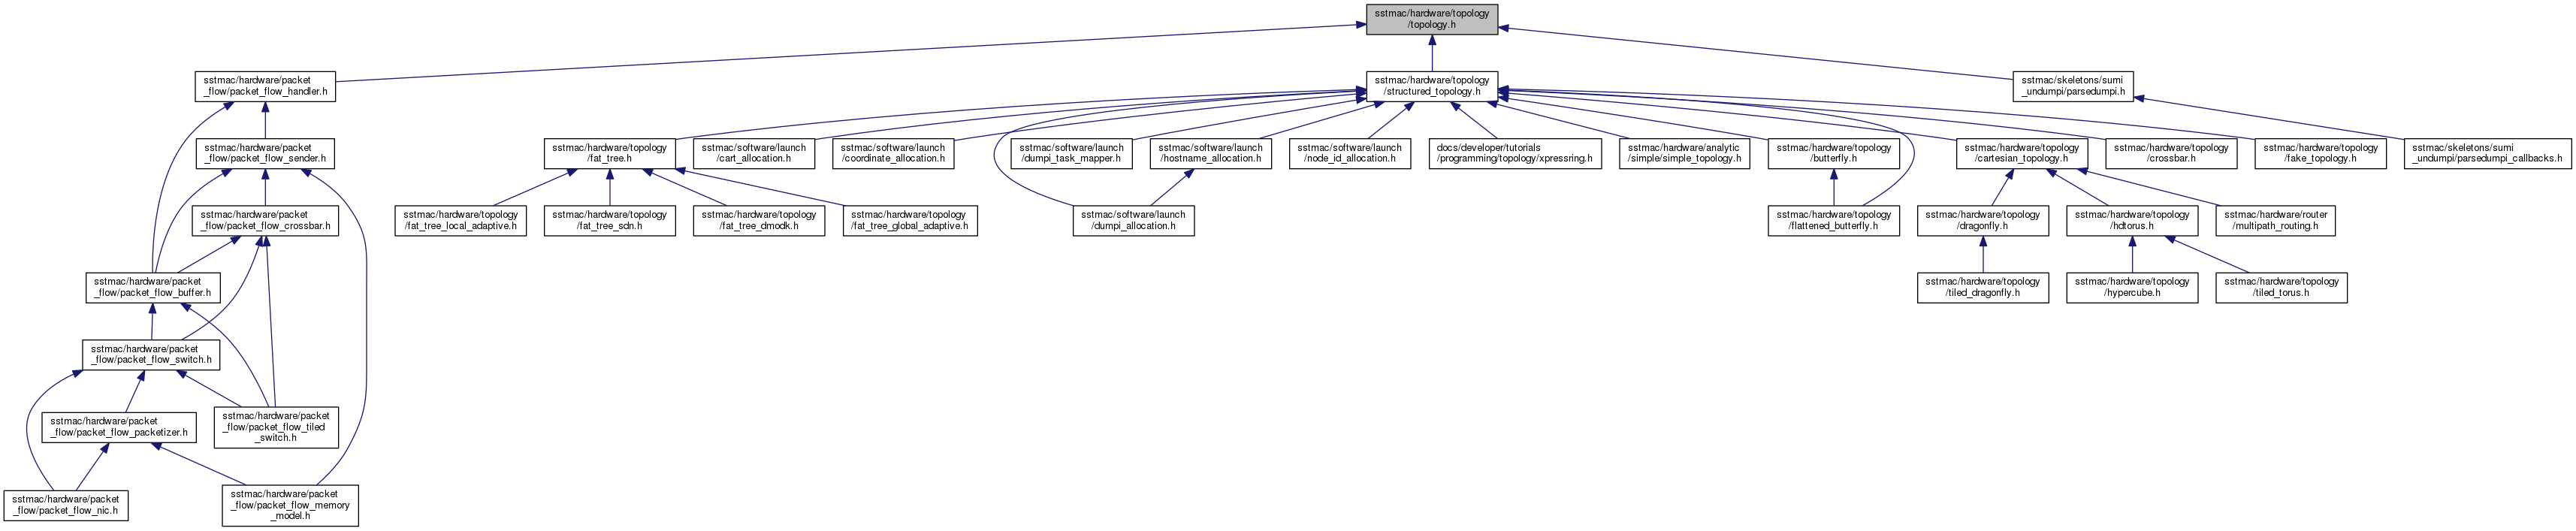 sstmac/hardware/topology
/topology.h
sstmac/hardware/packet
_flow/packet_flow_handler.h
sstmac/hardware/topology
/structured_topology.h
sstmac/skeletons/sumi
_undumpi/parsedumpi.h
sstmac/hardware/packet
_flow/packet_flow_sender.h
sstmac/hardware/topology
/fat_tree.h
sstmac/software/launch
/cart_allocation.h
sstmac/software/launch
/coordinate_allocation.h
sstmac/software/launch
/dumpi_task_mapper.h
sstmac/software/launch
/hostname_allocation.h
sstmac/software/launch
/node_id_allocation.h
docs/developer/tutorials
/programming/topology/xpressring.h
sstmac/hardware/analytic
/simple/simple_topology.h
sstmac/hardware/topology
/butterfly.h
sstmac/hardware/topology
/cartesian_topology.h
sstmac/hardware/topology
/crossbar.h
sstmac/hardware/topology
/fake_topology.h
sstmac/skeletons/sumi
_undumpi/parsedumpi_callbacks.h
sstmac/hardware/packet
_flow/packet_flow_crossbar.h
sstmac/hardware/topology
/fat_tree_local_adaptive.h
sstmac/hardware/topology
/fat_tree_sdn.h
sstmac/hardware/topology
/fat_tree_dmodk.h
sstmac/hardware/topology
/fat_tree_global_adaptive.h
sstmac/software/launch
/dumpi_allocation.h
sstmac/hardware/topology
/flattened_butterfly.h
sstmac/hardware/topology
/dragonfly.h
sstmac/hardware/topology
/hdtorus.h
sstmac/hardware/router
/multipath_routing.h
sstmac/hardware/packet
_flow/packet_flow_buffer.h
sstmac/hardware/topology
/tiled_dragonfly.h
sstmac/hardware/topology
/hypercube.h
sstmac/hardware/topology
/tiled_torus.h
sstmac/hardware/packet
_flow/packet_flow_switch.h
sstmac/hardware/packet
_flow/packet_flow_packetizer.h
sstmac/hardware/packet
_flow/packet_flow_tiled
_switch.h
sstmac/hardware/packet
_flow/packet_flow_nic.h
sstmac/hardware/packet
_flow/packet_flow_memory
_model.h